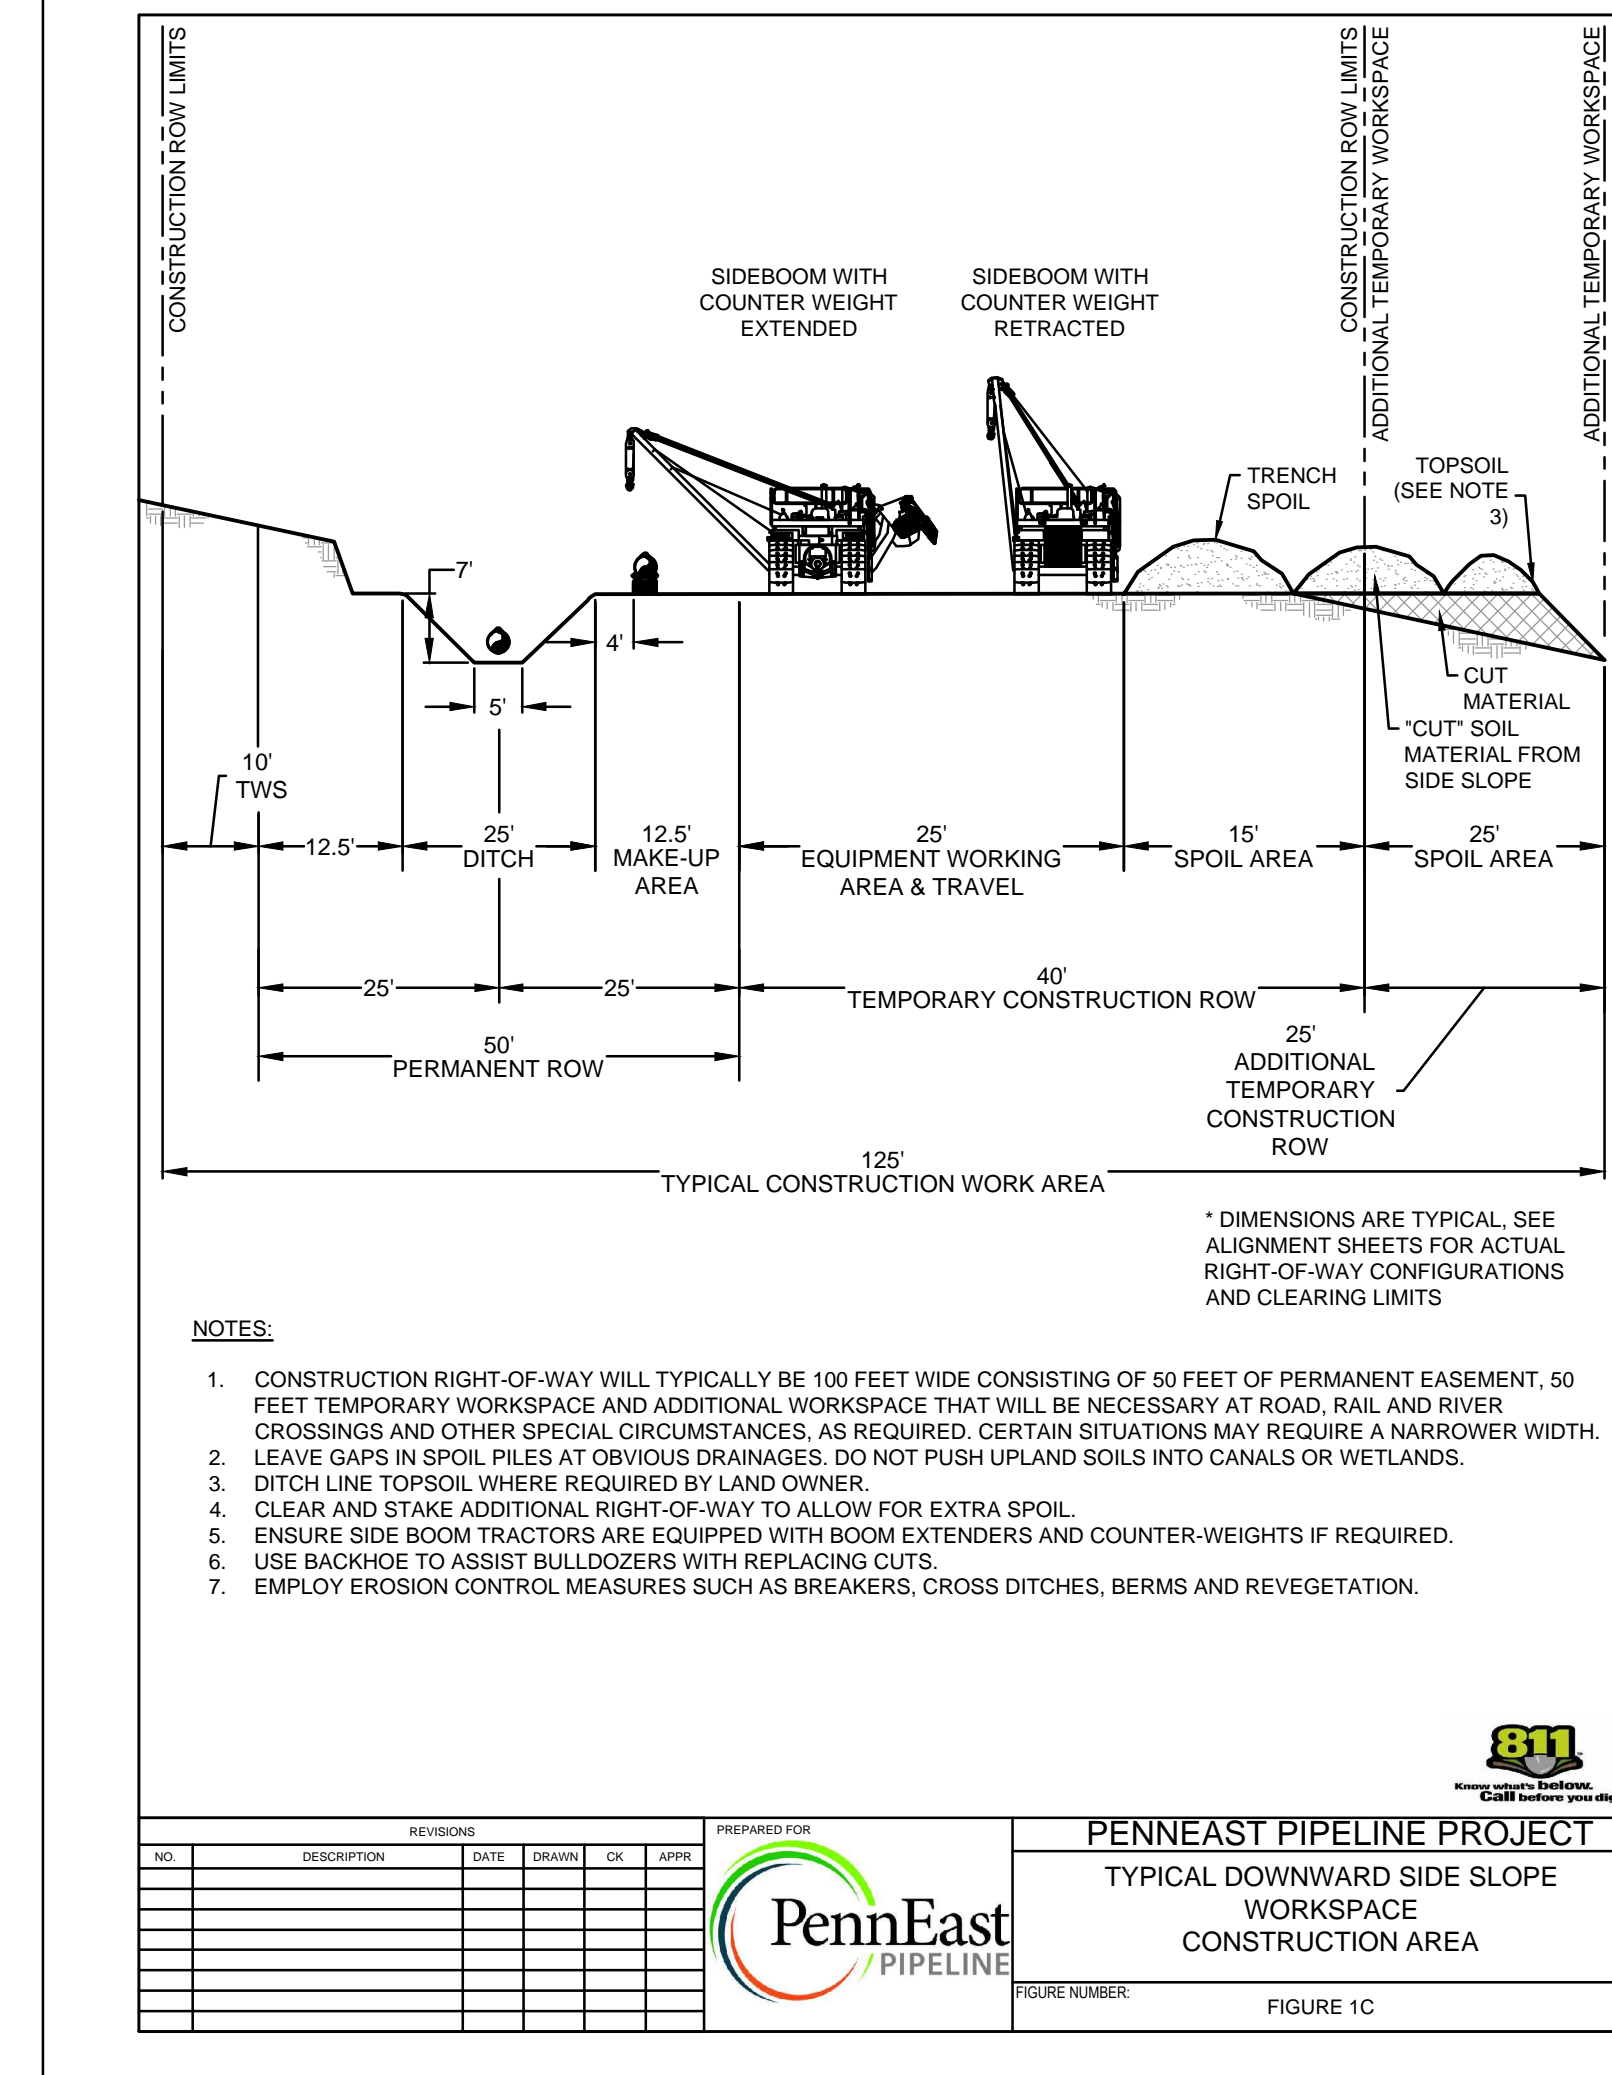 CONSTRUCTION ROW LIMITS
CONSTRUCTION ROW LIMITS
ADDITIONAL TEMPORARY WORKSPACE
ADDITIONAL TEMPORARY WORKSPACE
SIDEBOOM WITH
COUNTER WEIGHT
EXTENDED
SIDEBOOM WITH
COUNTER WEIGHT
RETRACTED
TRENCH
SPOIL
TOPSOIL
(SEE NOTE
3)
7'
4'
5'
CUT
MATERIAL
"CUT" SOIL
MATERIAL FROM
SIDE SLOPE
10'
TWS
12.5'
25'
DITCH
12.5'
MAKE-UP
AREA
25'
EQUIPMENT WORKING
AREA & TRAVEL
15'
SPOIL AREA
25'
SPOIL AREA
25'
25'
40'
TEMPORARY CONSTRUCTION ROW
50'
PERMANENT ROW
25'
ADDITIONAL
TEMPORARY
CONSTRUCTION
ROW
125'
TYPICAL CONSTRUCTION WORK AREA
* DIMENSIONS ARE TYPICAL, SEE
ALIGNMENT SHEETS FOR ACTUAL
RIGHT-OF-WAY CONFIGURATIONS
AND CLEARING LIMITS
NOTES:
1. CONSTRUCTION RIGHT-OF-WAY WILL TYPICALLY BE 100 FEET WIDE CONSISTING OF 50 FEET OF PERMANENT EASEMENT, 50
FEET TEMPORARY WORKSPACE AND ADDITIONAL WORKSPACE THAT WILL BE NECESSARY AT ROAD, RAIL AND RIVER
CROSSINGS AND OTHER SPECIAL CIRCUMSTANCES, AS REQUIRED. CERTAIN SITUATIONS MAY REQUIRE A NARROWER WIDTH.
2. LEAVE GAPS IN SPOIL PILES AT OBVIOUS DRAINAGES. DO NOT PUSH UPLAND SOILS INTO CANALS OR WETLANDS.
3. DITCH LINE TOPSOIL WHERE REQUIRED BY LAND OWNER.
4. CLEAR AND STAKE ADDITIONAL RIGHT-OF-WAY TO ALLOW FOR EXTRA SPOIL.
5. ENSURE SIDE BOOM TRACTORS ARE EQUIPPED WITH BOOM EXTENDERS AND COUNTER-WEIGHTS IF REQUIRED.
6. USE BACKHOE TO ASSIST BULLDOZERS WITH REPLACING CUTS.
7. EMPLOY EROSION CONTROL MEASURES SUCH AS BREAKERS, CROSS DITCHES, BERMS AND REVEGETATION.
811
Know what's below.
Call before you dig
REVISIONS
NO. DESCRIPTION DATE DRAWN CK APPR
PREPARED FOR
PennEast
PIPELINE
PENNEAST PIPELINE PROJECT
TYPICAL DOWNWARD SIDE SLOPE
WORKSPACE
CONSTRUCTION AREA
FIGURE NUMBER:
FIGURE 1C